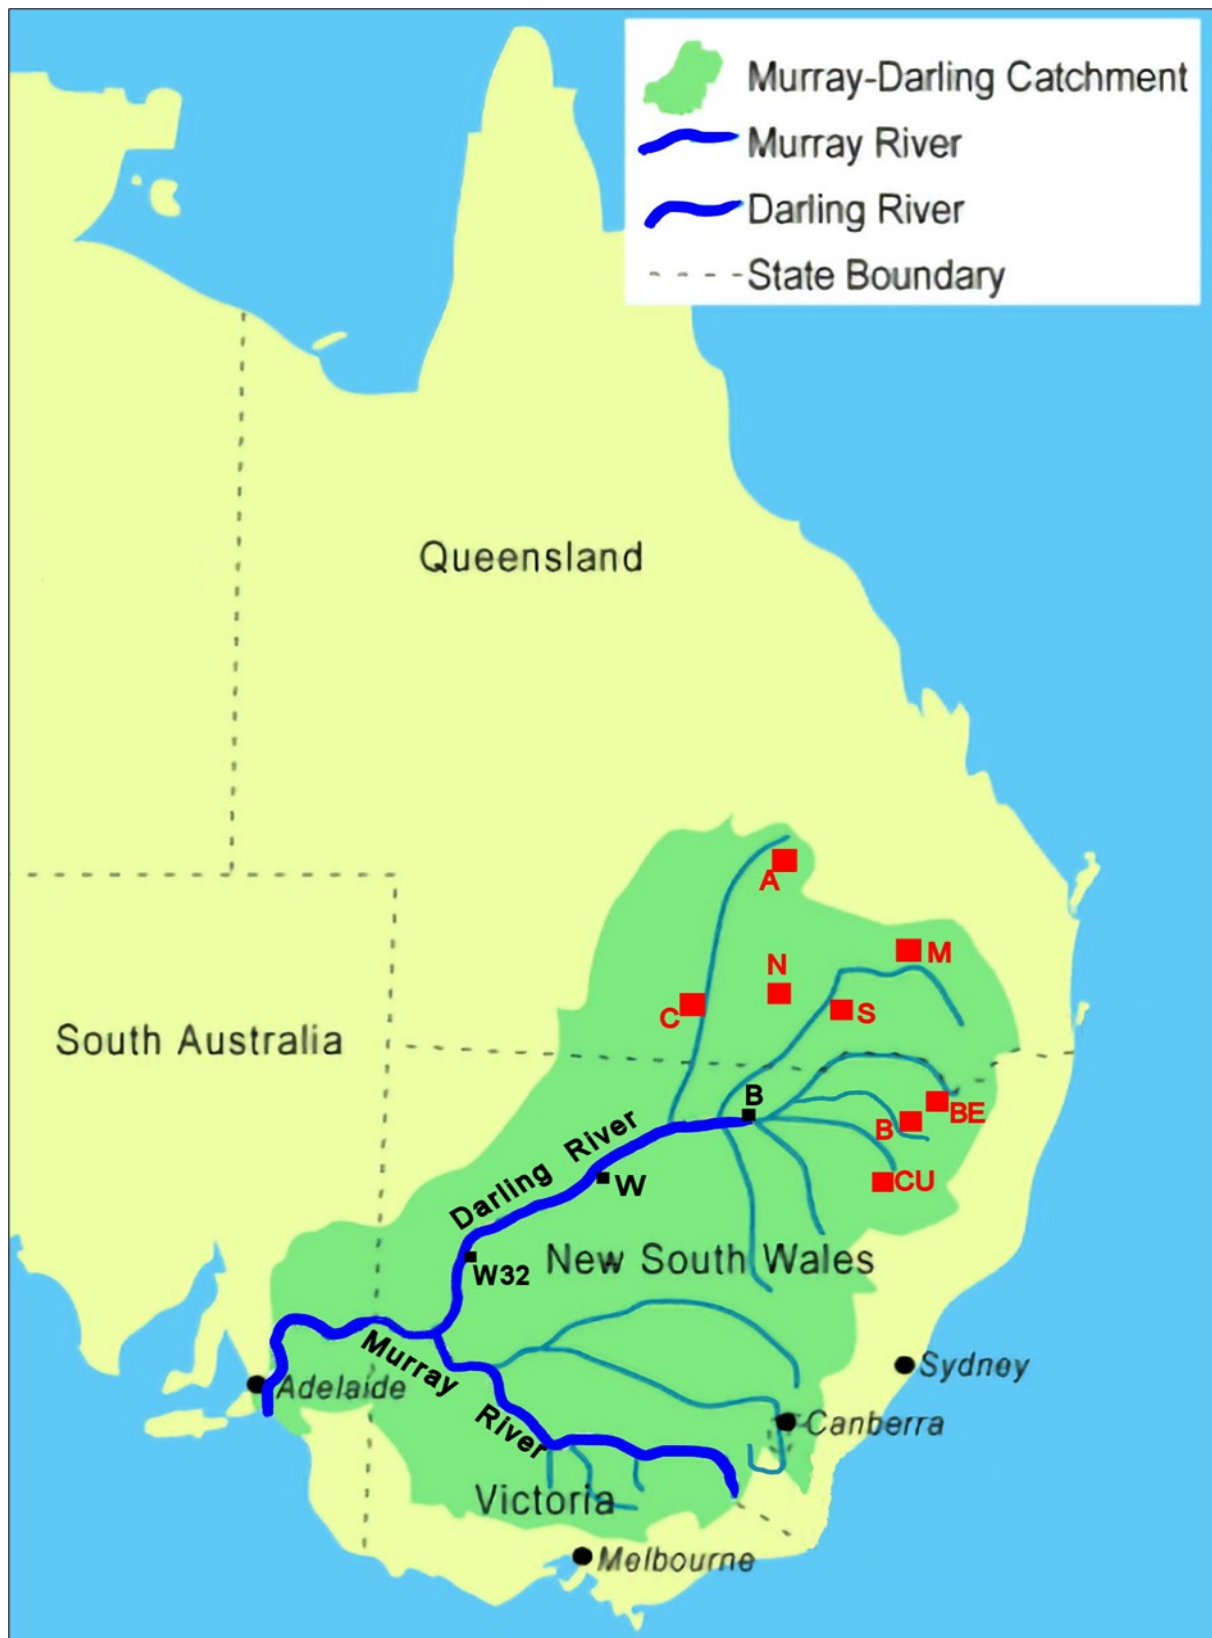 Murray-Darling Catchment
Murray River
Darling River
State Boundary
Queensland
A
M
N
C
S
South Australia
B
BE
B
CU
Darling River
W
W32
New South Wales
Murray River
Sydney
Adelaide
Canberra
Victoria
Melbourne